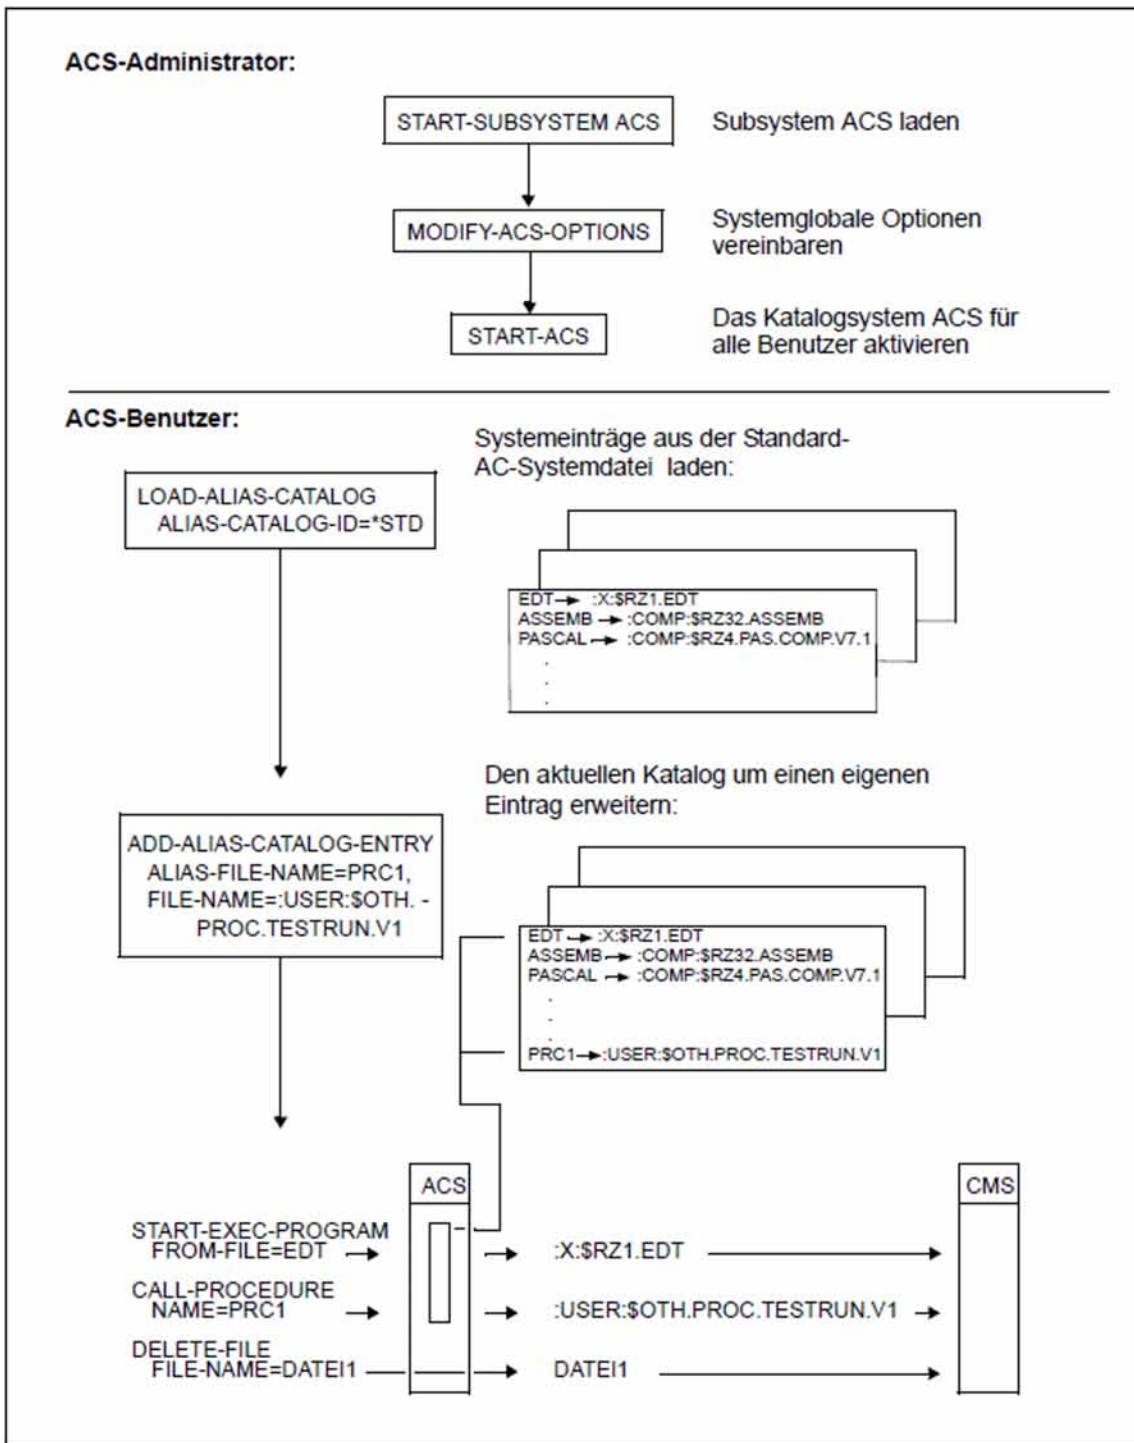 ACS-Administrator:
START-SUBSYSTEM ACS
Subsystem ACS laden
MODIFY-ACS-OPTIONS
Systemglobale Optionen
vereinbaren
START-ACS
Das Katalogsystem ACS für
alle Benutzer aktivieren
ACS-Benutzer:
Systemeinträge aus der Standard-
AC-Systemdatei laden:
LOAD-ALIAS-CATALOG
ALIAS-CATALOG-ID=*STD
EDT→ :X:$RZ1.EDT
ASSEMB → :COMP:$RZ32.ASSEMB
PASCAL → :COMP:$RZ4.PAS.COMP.V7.1
.
.
.
Den aktuellen Katalog um einen eigenen
Eintrag erweitern:
ADD-ALIAS-CATALOG-ENTRY
ALIAS-FILE-NAME=PRC1,
FILE-NAME=:USER:$OTH. -
PROC.TESTRUN.V1
EDT → :X:$RZ1.EDT
ASSEMB → :COMP:$RZ32.ASSEMB
PASCAL → :COMP:$RZ4.PAS.COMP.V7.1
.
.
.
PRC1→:USER:$OTH.PROC.TESTRUN.V1
ACS
CMS
START-EXEC-PROGRAM
FROM-FILE=EDT → → :X:$RZ1.EDT →
CALL-PROCEDURE
NAME=PRC1 → → :USER:$OTH.PROC.TESTRUN.V1 →
DELETE-FILE
FILE-NAME=DATEI1 → DATEI1 →